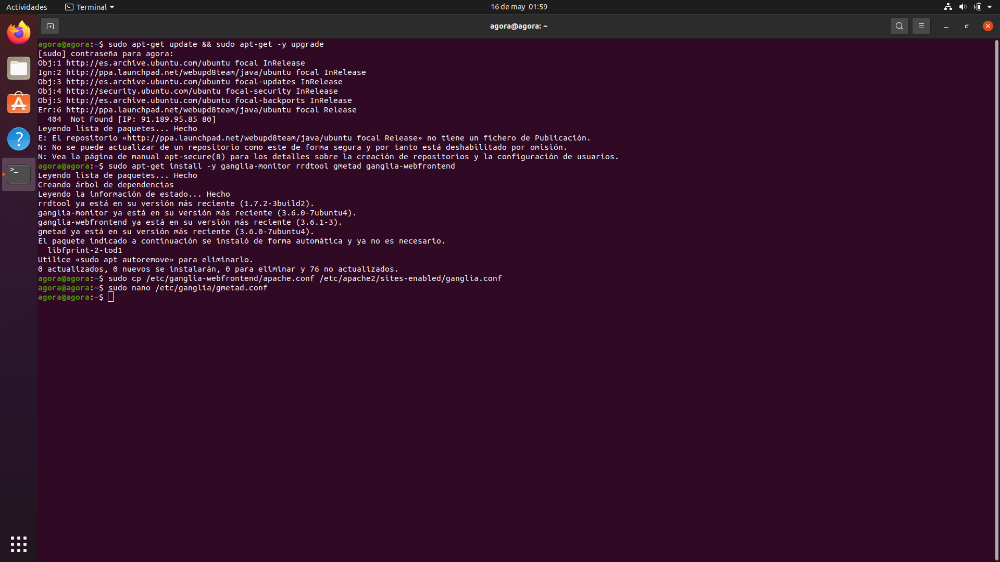 Actividades
Terminal
16 de may 01:59
agora@agora: ~
agora@agora:~$ sudo apt-get update && sudo apt-get -y upgrade
[sudo] contraseña para agora:
Obj:1 http://es.archive.ubuntu.com/ubuntu focal InRelease
Ign:2 http://ppa.launchpad.net/webupd8team/java/ubuntu focal InRelease
Obj:3 http://es.archive.ubuntu.com/ubuntu focal-updates InRelease
Obj:4 http://security.ubuntu.com/ubuntu focal-security InRelease
Obj:5 http://es.archive.ubuntu.com/ubuntu focal-backports InRelease
Err:6 http://ppa.launchpad.net/webupd8team/java/ubuntu focal Release
  404  Not Found [IP: 91.189.95.85 80]
Leyendo lista de paquetes... Hecho
E: El repositorio «http://ppa.launchpad.net/webupd8team/java/ubuntu focal Release» no tiene un fichero de Publicación.
N: No se puede actualizar de un repositorio como este de forma segura y por tanto está deshabilitado por omisión.
N: Vea la página de manual apt-secure(8) para los detalles sobre la creación de repositorios y la configuración de usuarios.
agora@agora:~$ sudo apt-get install -y ganglia-monitor rrdtool gmetad ganglia-webfrontend
Leyendo lista de paquetes... Hecho
Creando árbol de dependencias
Leyendo la información de estado... Hecho
rrdtool ya está en su versión más reciente (1.7.2-3build2).
ganglia-monitor ya está en su versión más reciente (3.6.0-7ubuntu4).
ganglia-webfrontend ya está en su versión más reciente (3.6.1-3).
gmetad ya está en su versión más reciente (3.6.0-7ubuntu4).
El paquete indicado a continuación se instaló de forma automática y ya no es necesario.
  libfprint-2-tod1
Utilice «sudo apt autoremove» para eliminarlo.
0 actualizados, 0 nuevos se instalarán, 0 para eliminar y 76 no actualizados.
agora@agora:~$ sudo cp /etc/ganglia-webfrontend/apache.conf /etc/apache2/sites-enabled/ganglia.conf
agora@agora:~$ sudo nano /etc/ganglia/gmetad.conf
agora@agora:~$